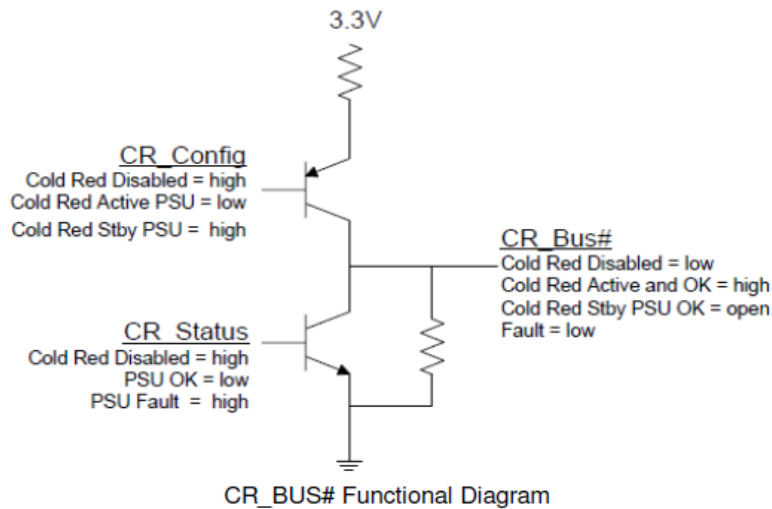 3.3V
CR_Config
Cold Red Disabled = high
Cold Red Active PSU = low
Cold Red Stby PSU = high
CR_Bus#
Cold Red Disabled = low
Cold Red Active and OK = high
Cold Red Stby PSU OK = open
Fault = low
CR_Status
Cold Red Disabled = high
PSU OK = low
PSU Fault = high
CR_BUS# Functional Diagram